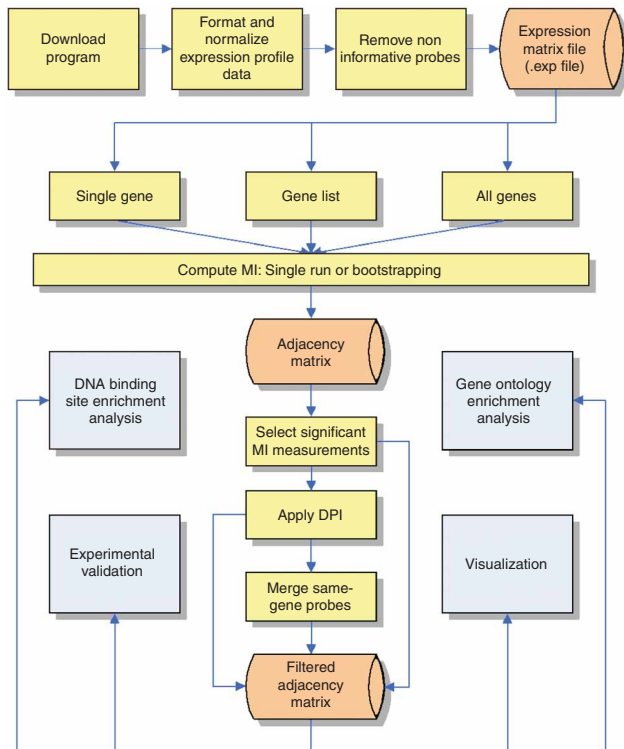 Download
program
Format and
normalize
expression profile
data
Remove non
informative probes
Expression
matrix file
(.exp file)
Single gene
Gene list
All genes
Compute MI: Single run or bootstrapping
Adjacency
matrix
DNA binding
site enrichment
analysis
Gene ontology
enrichment
analysis
Select significant
MI measurements
Apply DPI
Experimental
validation
Visualization
Merge same-
gene probes
Filtered
adjacency
matrix